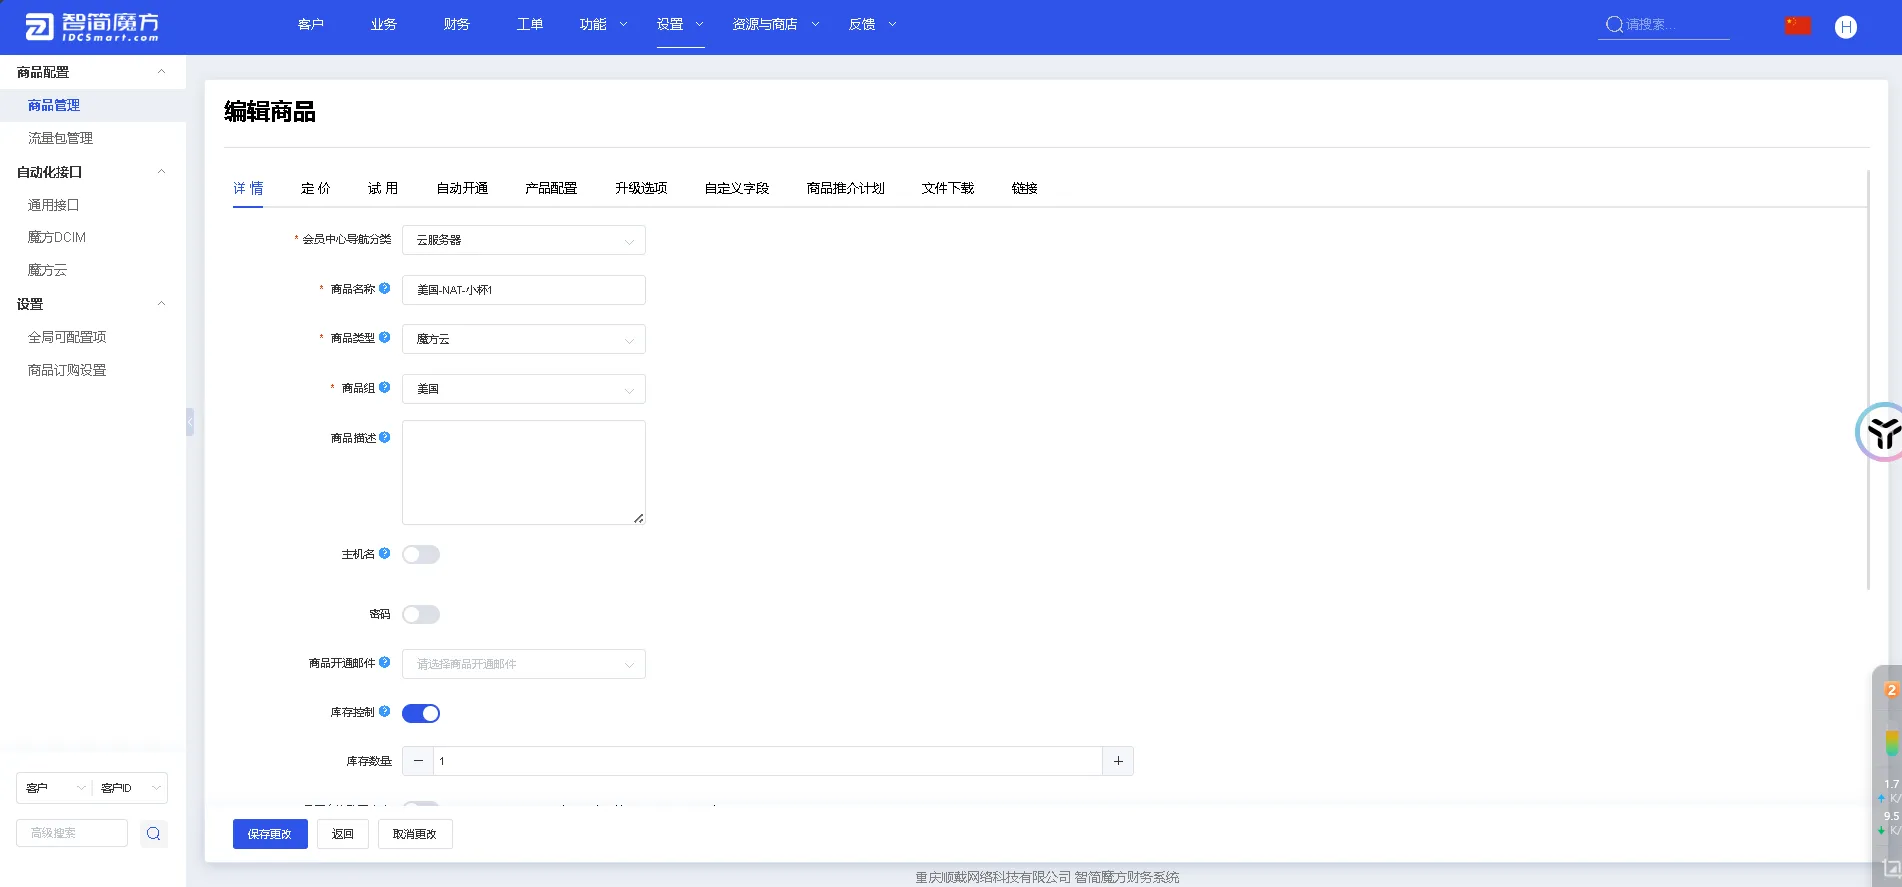 智简魔方
IDCSmart.com
客户 业务 财务 工单 功能 设置 资源与商店 反馈
请搜索...
H
商品配置
商品管理
流量包管理
自动化接口
通用接口
魔方DCIM
魔方云
设置
全局可配置项
商品订购设置
客户 客户ID
高级搜索
编辑商品
详 情 定 价 试 用 自动开通 产品配置 升级选项 自定义字段 商品推介计划 文件下载 链接
* 会员中心导航分类 云服务器
* 商品名称 ? 美国-NAT-小杯1
* 商品类型 ? 魔方云
* 商品组 ? 美国
商品描述 ?
主机名 ?
密码
商品开通邮件 ? 请选择商品开通邮件
库存控制 ?
库存数量 − 1 +
保存更改 返回 取消更改
重庆顺戴网络科技有限公司 智简魔方财务系统
2
1.7
K/
9.5
K/